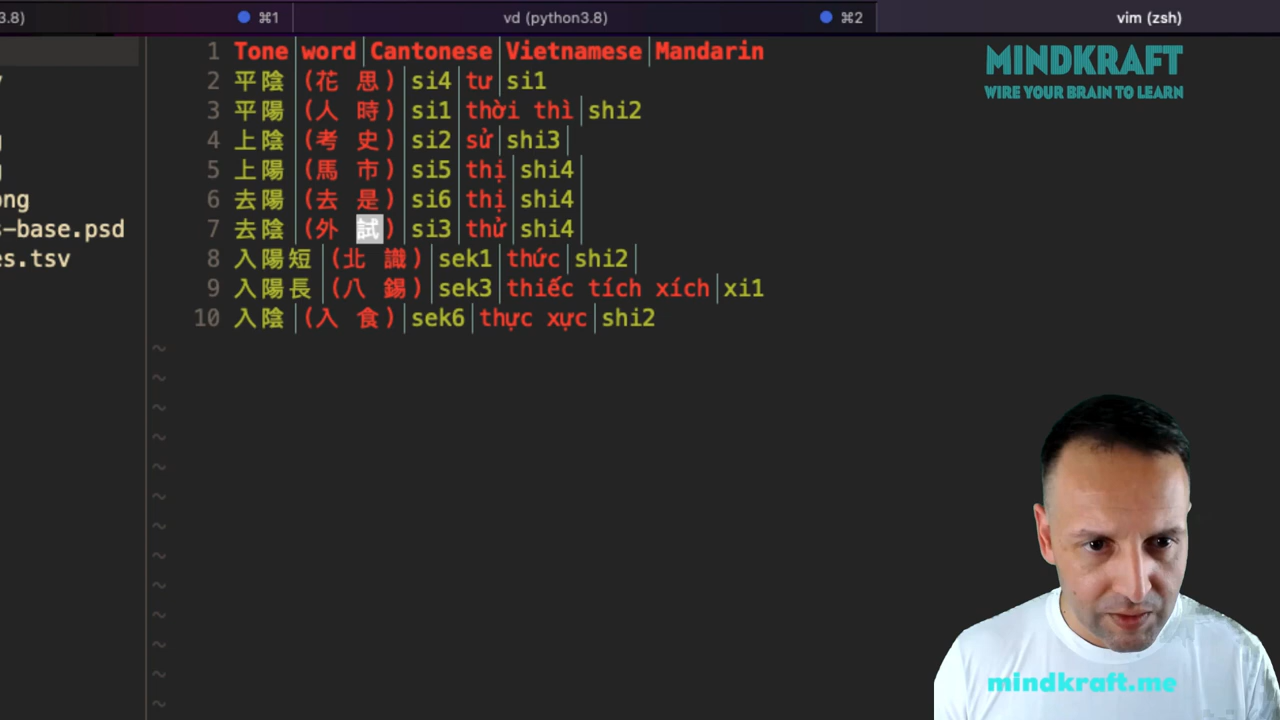 3.8)
⌘1
vd (python3.8)
⌘2
vim (zsh)
MINDKRAFT
WIRE YOUR BRAIN TO LEARN
1 Tone word Cantonese Vietnamese Mandarin
2 平陰 (花 思) si4 tư si1
3 平陽 (人 時) si1 thời thì shi2
4 上陰 (考 史) si2 sử shi3
5 上陽 (馬 市) si5 thị shi4
6 去陽 (去 是) si6 thị shi4
7 去陰 (外 試) si3 thử shi4
8 入陽短 (北 識) sek1 thức shi2
9 入陽長 (八 錫) sek3 thiếc tích xích xi1
10 入陰 (入 食) sek6 thực xực shi2
ong
s-base.psd
es.tsv
mindkraft.me